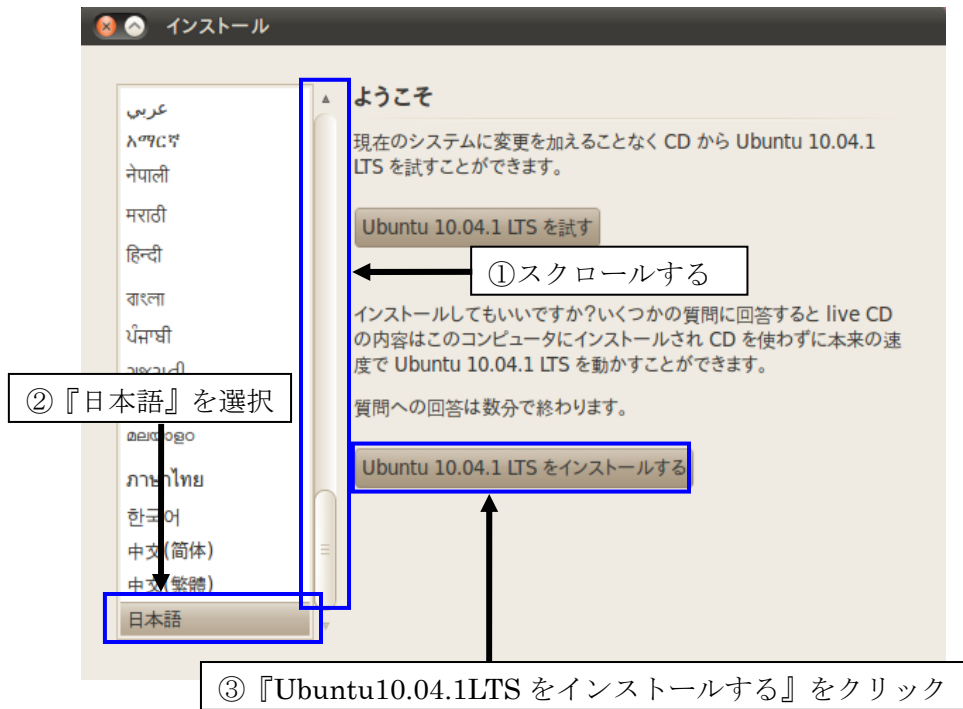 インストール
عربي
አማርኛ
नेपाली
मराठी
हिन्दी
বাংলা
ਪੰਜਾਬੀ
മലയാളം
ภาษาไทย
한국어
中文(简体)
中文(繁體)
日本語
ようこそ
現在のシステムに変更を加えることなく CD から Ubuntu 10.04.1
LTS を試すことができます。
Ubuntu 10.04.1 LTS を試す
①スクロールする
インストールしてもいいですか？いくつかの質問に回答すると live CD
の内容はこのコンピュータにインストールされ CD を使わずに本来の速
度で Ubuntu 10.04.1 LTS を動かすことができます。
②『日本語』を選択
質問への回答は数分で終わります。
Ubuntu 10.04.1 LTS をインストールする
③『Ubuntu10.04.1LTS をインストールする』をクリック